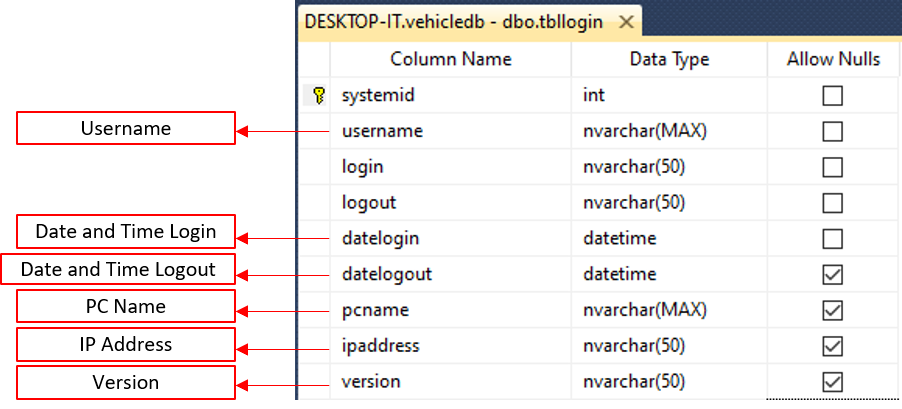 DESKTOP-IT.vehicledb - dbo.tbllogin
Column Name Data Type Allow Nulls
systemid int
Username username nvarchar(MAX)
login nvarchar(50)
logout nvarchar(50)
Date and Time Login datelogin datetime
Date and Time Logout datelogout datetime
PC Name pcname nvarchar(MAX)
IP Address ipaddress nvarchar(50)
Version version nvarchar(50)